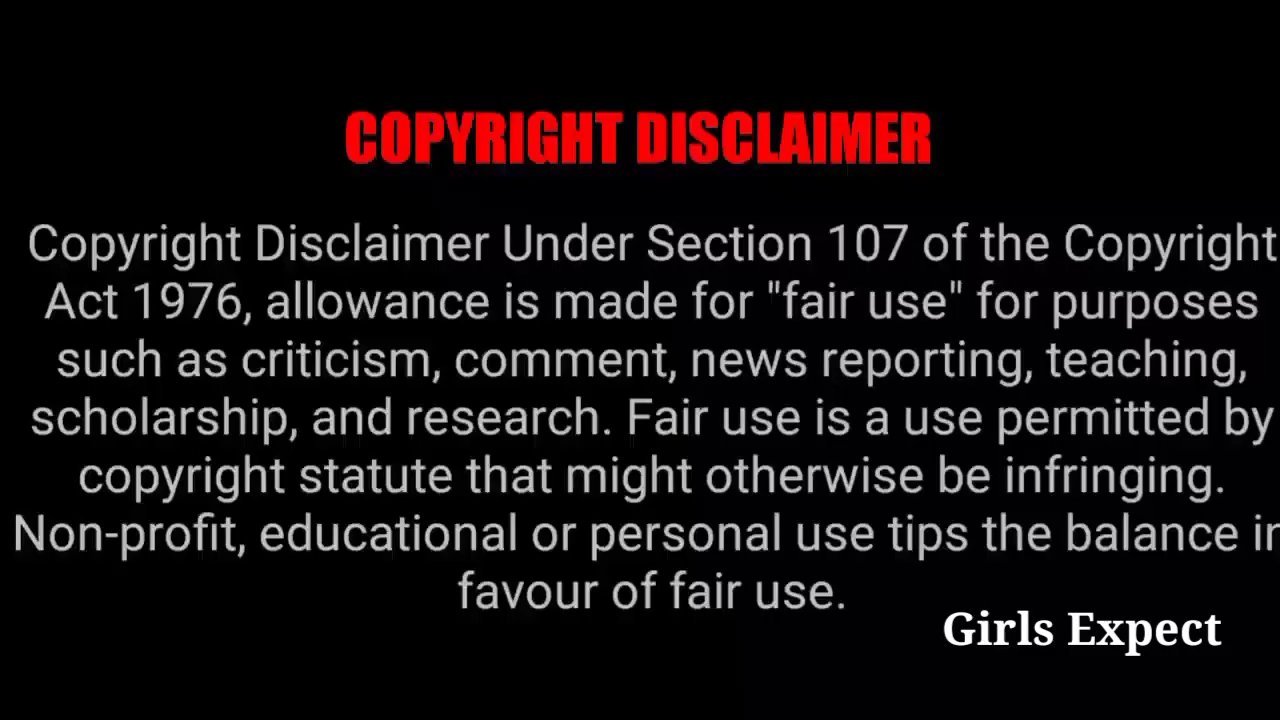 COPYRIGHT DISCLAIMER
Copyright Disclaimer Under Section 107 of the Copyright
Act 1976, allowance is made for "fair use" for purposes
such as criticism, comment, news reporting, teaching,
scholarship, and research. Fair use is a use permitted by
copyright statute that might otherwise be infringing.
Non-profit, educational or personal use tips the balance in
favour of fair use.
Girls Expect